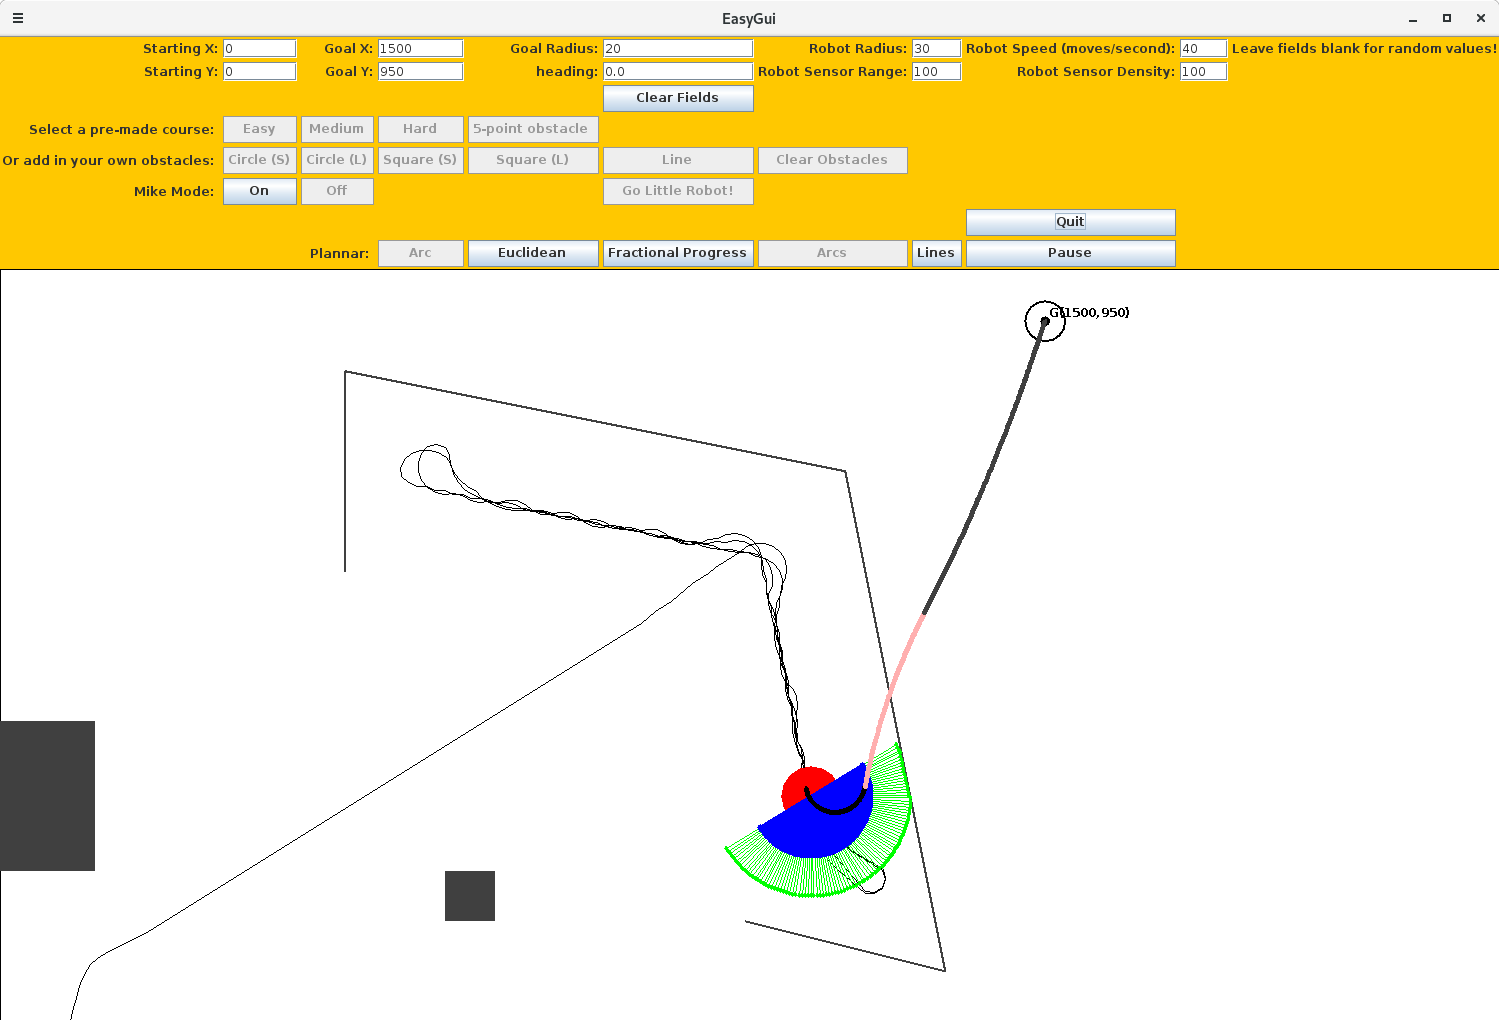 EasyGui
Starting X: 0 Goal X: 1500 Goal Radius: 20 Robot Radius: 30 Robot Speed (moves/second): 40 Leave fields blank for random values!
Starting Y: 0 Goal Y: 950 heading: 0.0 Robot Sensor Range: 100 Robot Sensor Density: 100
Clear Fields
Select a pre-made course: Easy Medium Hard 5-point obstacle
Or add in your own obstacles: Circle (S) Circle (L) Square (S) Square (L) Line Clear Obstacles
Mike Mode: On Off Go Little Robot!
Quit
Plannar: Arc Euclidean Fractional Progress Arcs Lines Pause
G(1500,950)